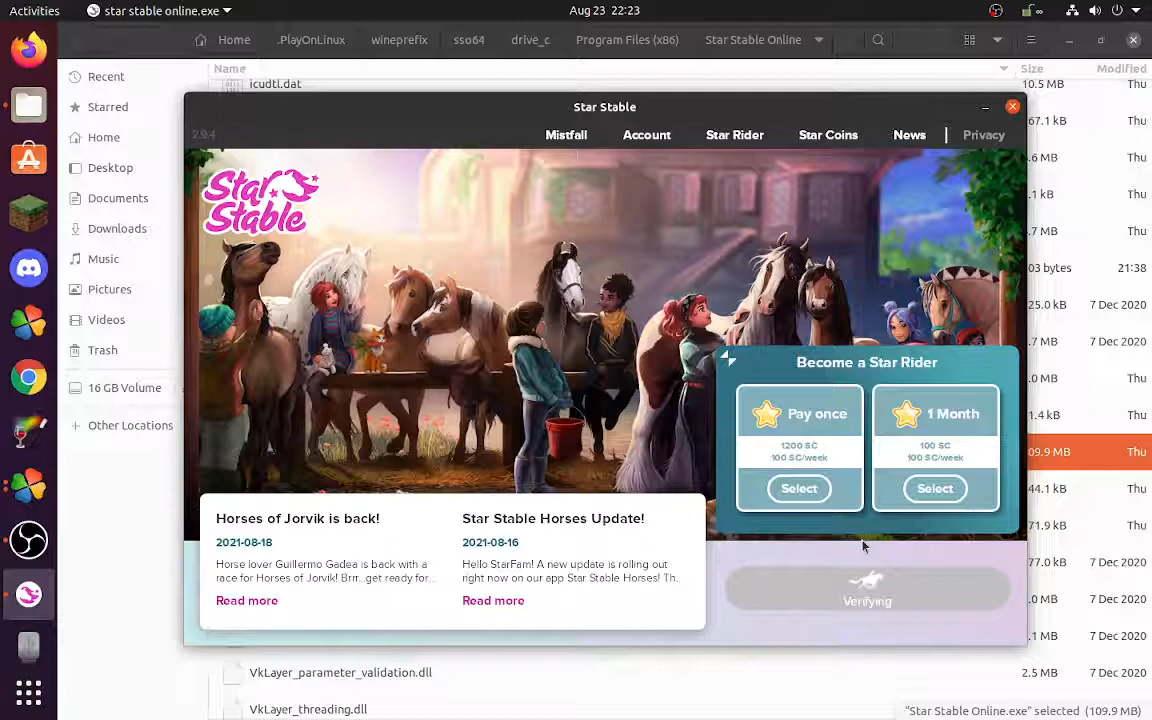 Activities
star stable online.exe
Aug 23 22:23
Home
.PlayOnLinux
wineprefix
sso64
drive_c
Program Files (x86)
Star Stable Online
Name
Size
Modified
Recent
Starred
Home
Desktop
Documents
Downloads
Music
Pictures
Videos
Trash
16 GB Volume
Other Locations
icudtl.dat
10.5 MB
Thu
Star Stable
67.1 kB
Thu
2.9.4
Mistfall
Account
Star Rider
Star Coins
News
|
Privacy
.6 MB
Thu
.1 kB
Thu
.7 MB
Thu
03 bytes
21:38
25.0 kB
7 Dec 2020
.7 MB
7 Dec 2020
.0 MB
Thu
1.4 kB
Thu
09.9 MB
Thu
44.1 kB
Thu
71.9 kB
Thu
77.0 kB
7 Dec 2020
.0 MB
7 Dec 2020
.1 MB
7 Dec 2020
Star Stable
Become a Star Rider
Pay once
1200 SC
100 SC/week
Select
1 Month
100 SC
100 SC/week
Select
Horses of Jorvik is back!
2021-08-18
Horse lover Guillermo Gadea is back with a
race for Horses of Jorvik! Brr...get ready for...
Read more
Star Stable Horses Update!
2021-08-16
Hello StarFam! A new update is rolling out
right now on our app Star Stable Horses! Th..
Read more
Verifying
VkLayer_parameter_validation.dll
2.5 MB
7 Dec 2020
VkLayer_threading.dll
"Star Stable Online.exe" selected (109.9 MB)